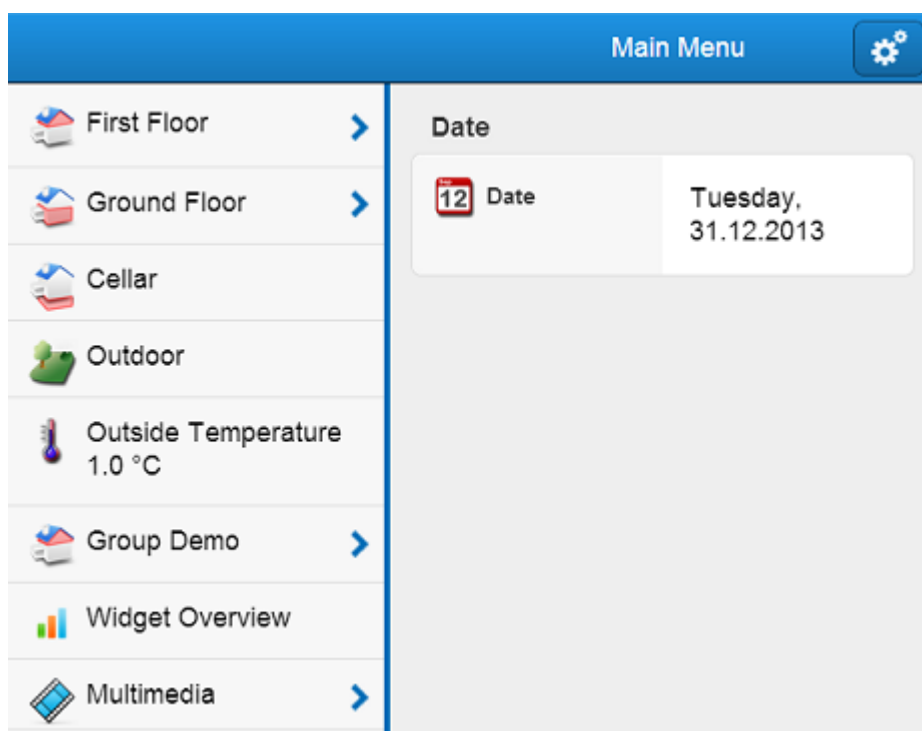 Main Menu
First Floor
Ground Floor
Cellar
Outdoor
Outside Temperature
1.0 °C
Group Demo
Widget Overview
Multimedia
Date
12
Date
Tuesday,
31.12.2013